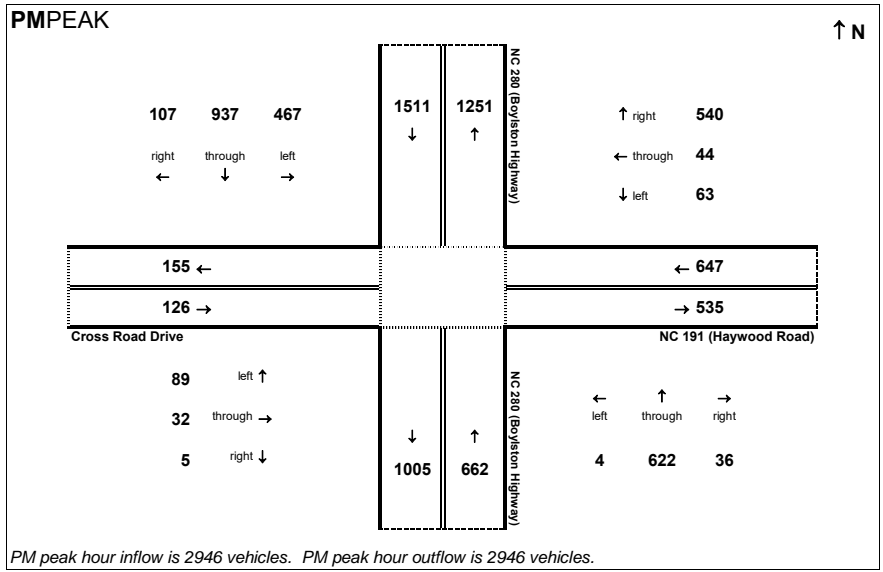 PMPEAK
↑ N
107 937 467
right through left
← ↓ →
1511 1251
↓ ↑
NC 280 (Boylston Highway)
↑ right 540
← through 44
↓ left 63
155 ←
126 →
← 647
→ 535
Cross Road Drive
NC 191 (Haywood Road)
89 left ↑
32 through →
5 right ↓
↓ ↑
1005 662
NC 280 (Boylston Highway)
← ↑ →
left through right
4 622 36
PM peak hour inflow is 2946 vehicles. PM peak hour outflow is 2946 vehicles.